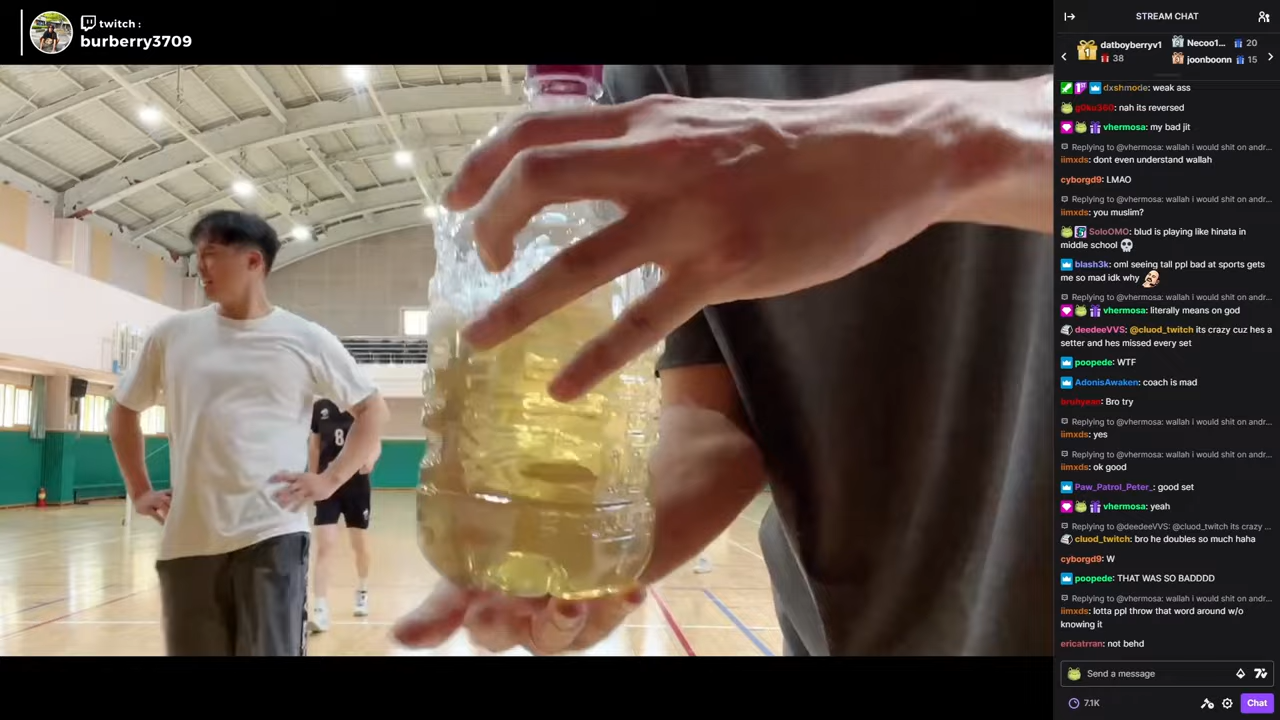 twitch :
burberry3709
STREAM CHAT
datboyberryv1
38
Necoo1... 20
joonboonn 15
dxshmode: weak ass
g0ku360: nah its reversed
vhermosa: my bad jit
Replying to @vhermosa: wallah i would shit on andr...
iimxds: dont even understand wallah
cyborgd9: LMAO
Replying to @vhermosa: wallah i would shit on andr...
iimxds: you muslim?
SoloOMO: blud is playing like hinata in
middle school
blash3k: oml seeing tall ppl bad at sports gets
me so mad idk why
Replying to @vhermosa: wallah i would shit on andr...
vhermosa: literally means on god
deedeeVVS: @cluod_twitch its crazy cuz hes a
setter and hes missed every set
poopede: WTF
AdonisAwaken: coach is mad
bruhyean: Bro try
Replying to @vhermosa: wallah i would shit on andr...
iimxds: yes
Replying to @vhermosa: wallah i would shit on andr...
iimxds: ok good
Paw_Patrol_Peter_: good set
vhermosa: yeah
Replying to @deedeeVVS: @cluod_twitch its crazy ...
cluod_twitch: bro he doubles so much haha
cyborgd9: W
poopede: THAT WAS SO BADDDD
Replying to @vhermosa: wallah i would shit on andr...
iimxds: lotta ppl throw that word around w/o
knowing it
ericatrran: not behd
Send a message
7.1K
Chat
8